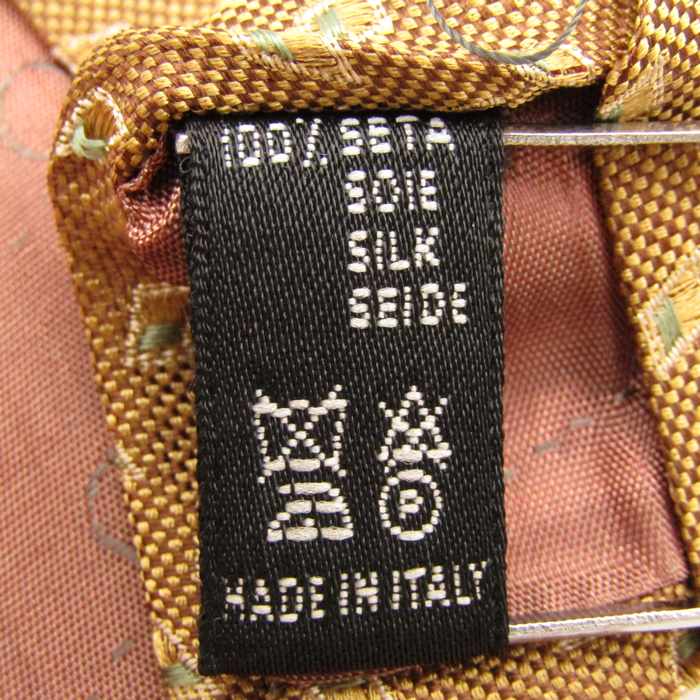 100% SETA
SOIE
SILK
SEIDE
P
MADE IN ITALY